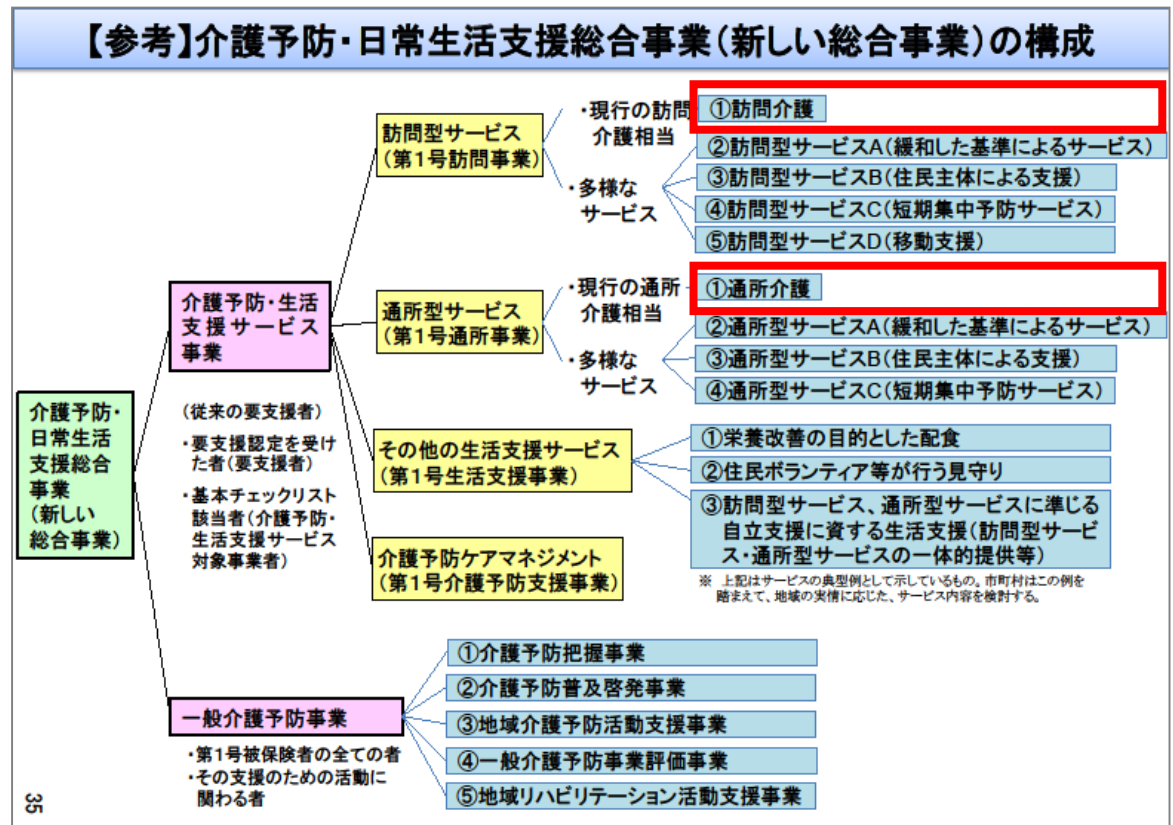 【参考】介護予防・日常生活支援総合事業(新しい総合事業)の構成
介護予防・
日常生活
支援総合
事業
(新しい
総合事業)
介護予防・生活
支援サービス
事業
(従来の要支援者)
・要支援認定を受け
た者(要支援者)
・基本チェックリスト
該当者(介護予防・
生活支援サービス
対象事業者)
訪問型サービス
(第1号訪問事業)
・現行の訪問
介護相当
①訪問介護
・多様な
サービス
②訪問型サービスA(緩和した基準によるサービス)
③訪問型サービスB(住民主体による支援)
④訪問型サービスC(短期集中予防サービス)
⑤訪問型サービスD(移動支援)
通所型サービス
(第1号通所事業)
・現行の通所
介護相当
①通所介護
・多様な
サービス
②通所型サービスA(緩和した基準によるサービス)
③通所型サービスB(住民主体による支援)
④通所型サービスC(短期集中予防サービス)
その他の生活支援サービス
(第1号生活支援事業)
①栄養改善の目的とした配食
②住民ボランティア等が行う見守り
③訪問型サービス、通所型サービスに準じる
自立支援に資する生活支援(訪問型サービ
ス・通所型サービスの一体的提供等)
※ 上記はサービスの典型例として示しているもの。市町村はこの例を
踏まえて、地域の実情に応じた、サービス内容を検討する。
介護予防ケアマネジメント
(第1号介護予防支援事業)
一般介護予防事業
・第1号被保険者の全ての者
・その支援のための活動に
関わる者
①介護予防把握事業
②介護予防普及啓発事業
③地域介護予防活動支援事業
④一般介護予防事業評価事業
⑤地域リハビリテーション活動支援事業
35